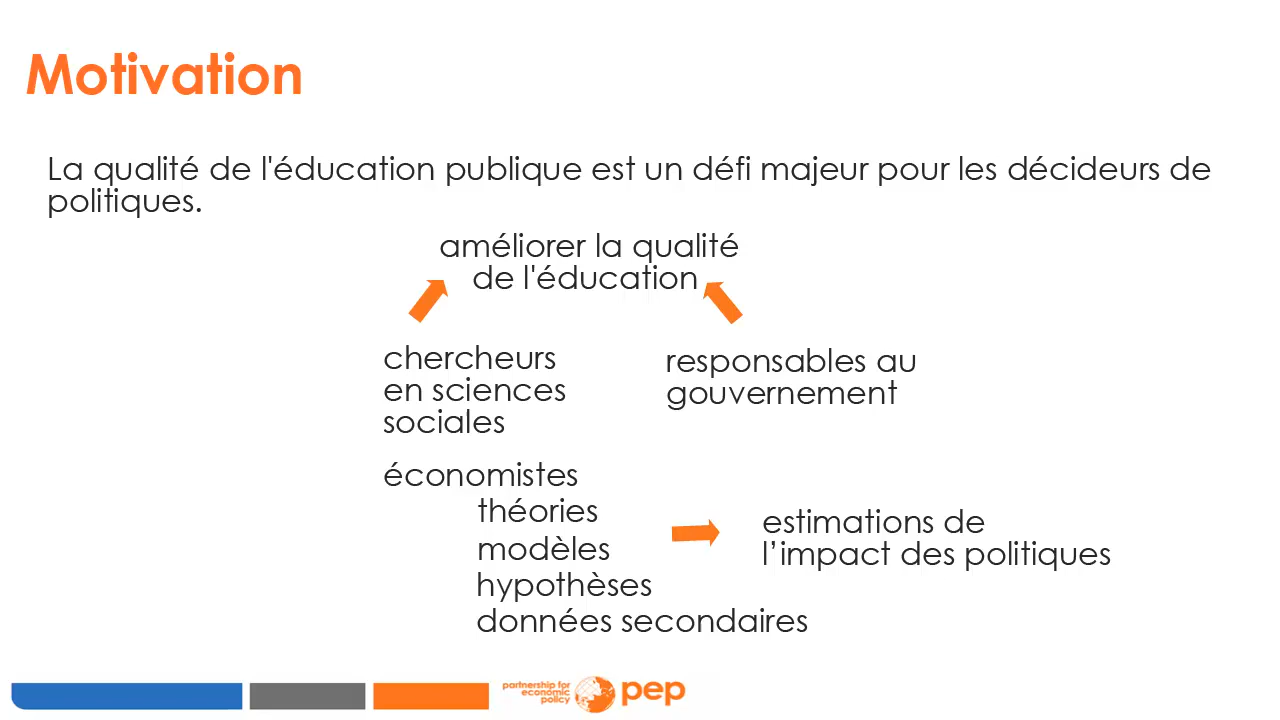 Motivation
La qualité de l'éducation publique est un défi majeur pour les décideurs de
politiques.
améliorer la qualité
de l'éducation
chercheurs
en sciences
sociales
responsables au
gouvernement
économistes
théories
modèles
hypothèses
données secondaires
estimations de
l’impact des politiques
partnership for
economic
policy
pep